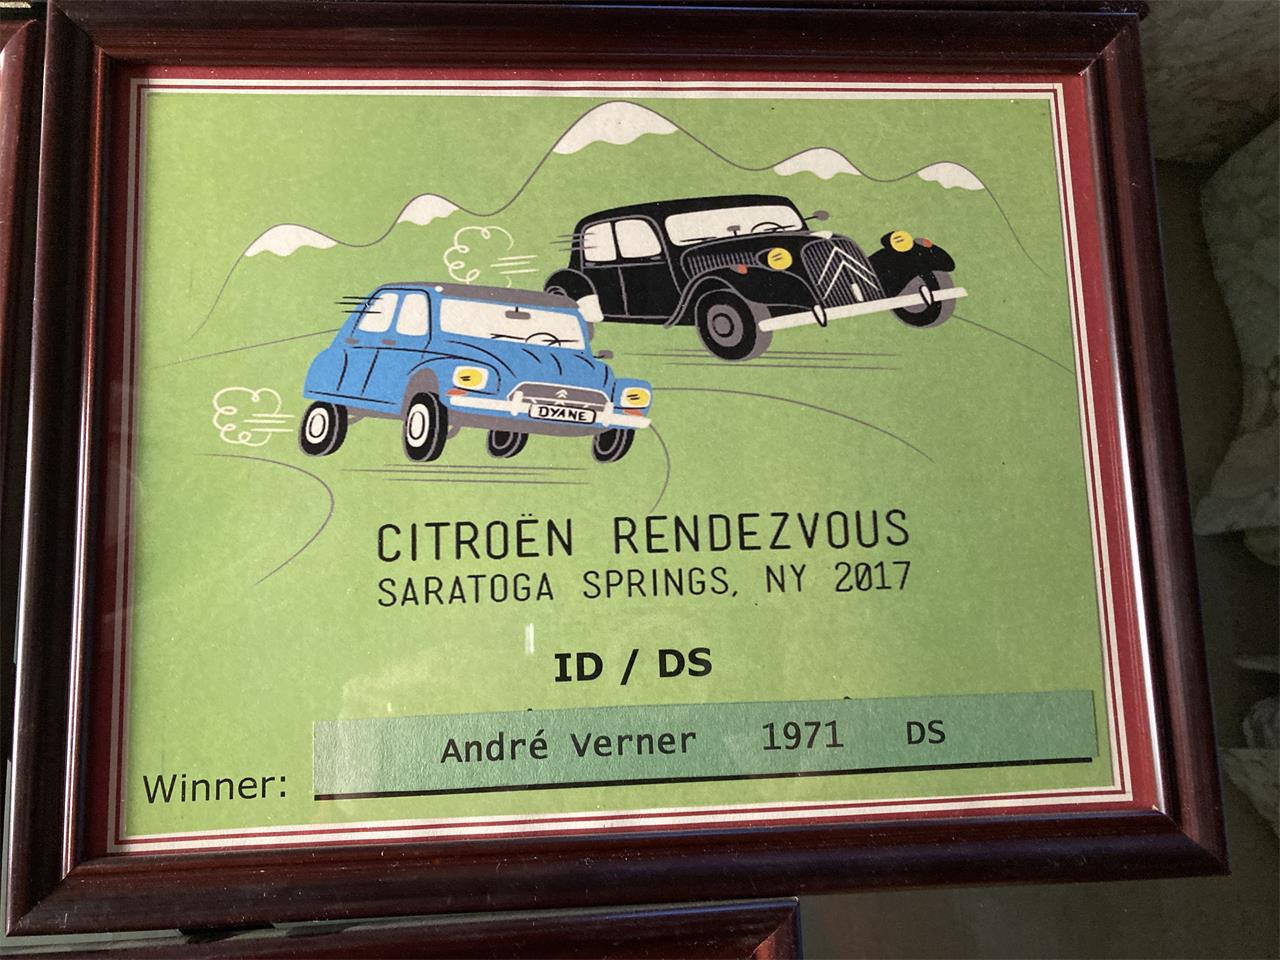 DYANE
CITROËN RENDEZVOUS
SARATOGA SPRINGS, NY 2017
ID / DS
André Verner 1971 DS
Winner: